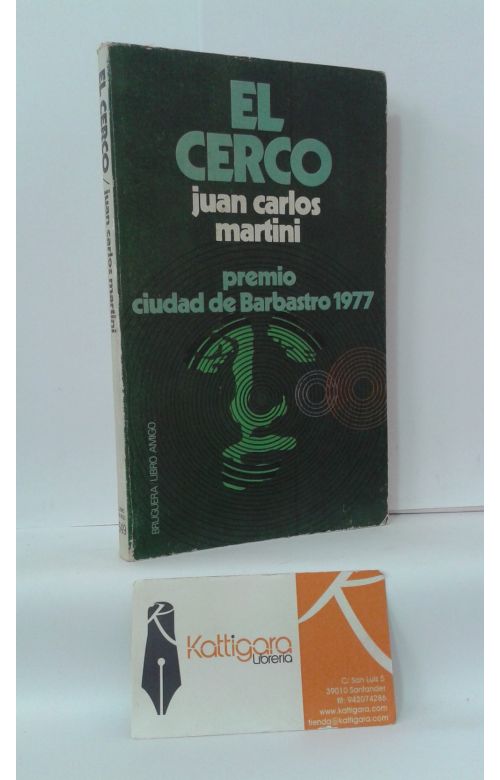 EL CERCO / juan carlos martini
EL
CERCO
juan carlos
martini
premio
ciudad de Barbastro 1977
BRUGUERA LIBRO AMIGO
Kattigara
Librería
C/ San Luis 5
39010 Santander
tlf: 942074286
www.kattigara.com
tienda@kattigara.com